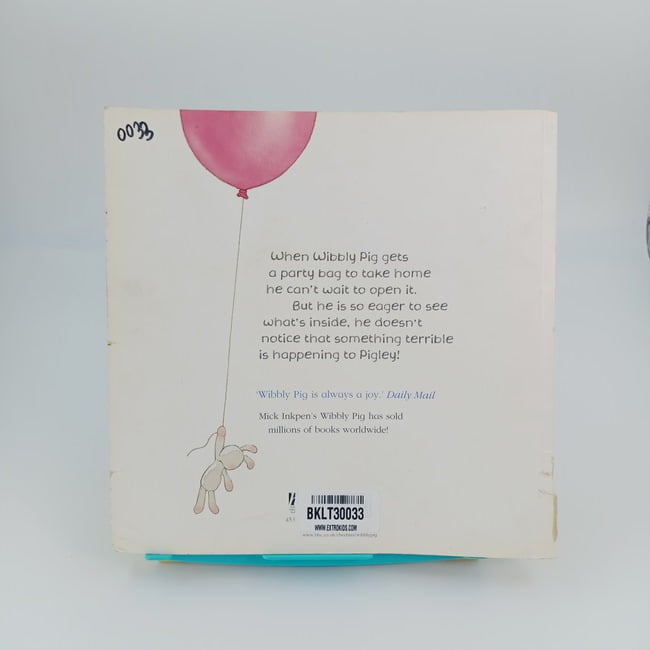 0033
When Wibbly Pig gets
a party bag to take home
he can't wait to open it.
But he is so eager to see
what's inside, he doesn't
notice that something terrible
is happening to Pigley!
'Wibbly Pig is always a joy.' Daily Mail
Mick Inkpen's Wibbly Pig has sold
millions of books worldwide!
BKLT30033
WWW.EXTROKIDS.COM